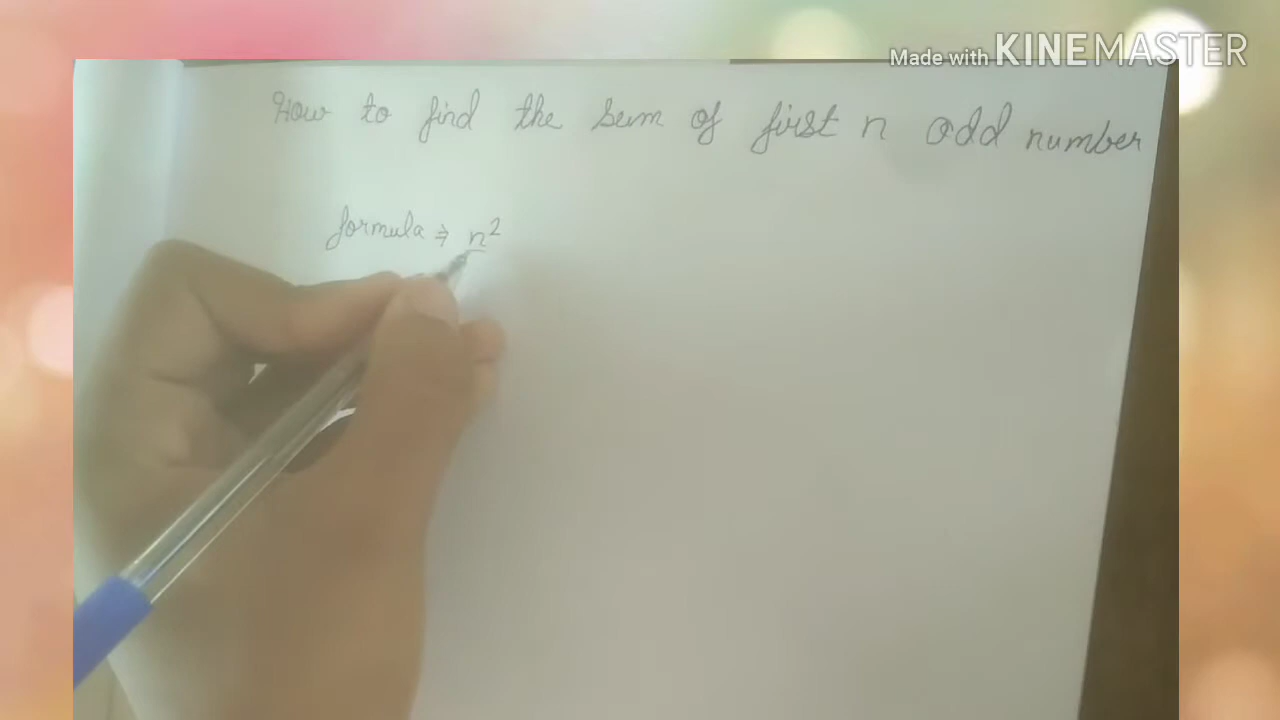 Made with KINEMASTER
How to find the sum of first n odd number
formula ⇒ n²